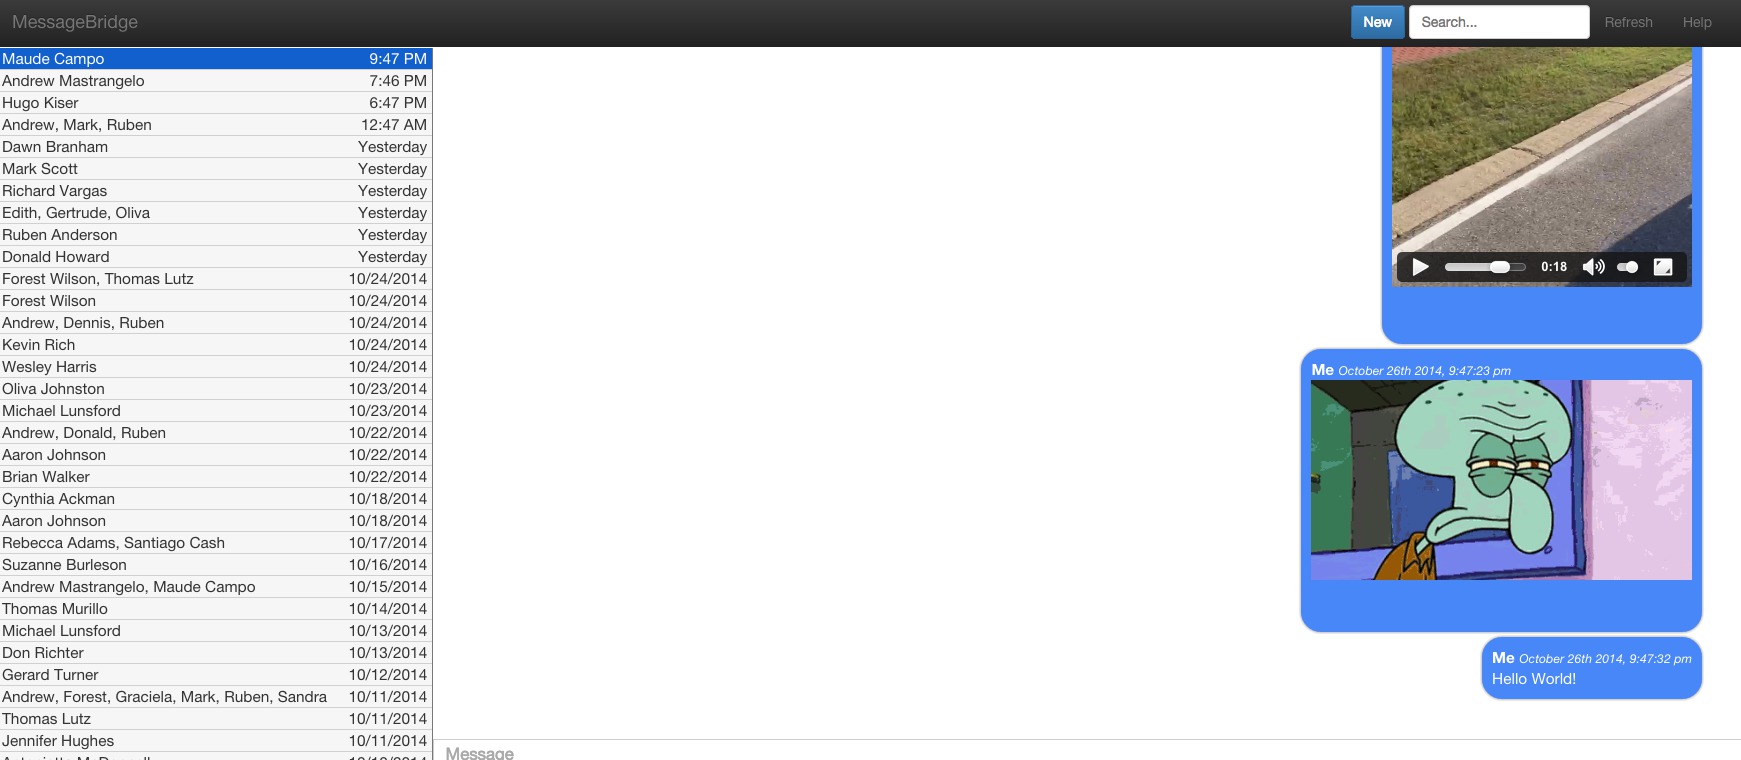 MessageBridge
New
Search...
Refresh
Help
Maude Campo 9:47 PM
Andrew Mastrangelo 7:46 PM
Hugo Kiser 6:47 PM
Andrew, Mark, Ruben 12:47 AM
Dawn Branham Yesterday
Mark Scott Yesterday
Richard Vargas Yesterday
Edith, Gertrude, Oliva Yesterday
Ruben Anderson Yesterday
Donald Howard Yesterday
Forest Wilson, Thomas Lutz 10/24/2014
Forest Wilson 10/24/2014
Andrew, Dennis, Ruben 10/24/2014
Kevin Rich 10/24/2014
Wesley Harris 10/24/2014
Oliva Johnston 10/23/2014
Michael Lunsford 10/23/2014
Andrew, Donald, Ruben 10/22/2014
Aaron Johnson 10/22/2014
Brian Walker 10/22/2014
Cynthia Ackman 10/18/2014
Aaron Johnson 10/18/2014
Rebecca Adams, Santiago Cash 10/17/2014
Suzanne Burleson 10/16/2014
Andrew Mastrangelo, Maude Campo 10/15/2014
Thomas Murillo 10/14/2014
Michael Lunsford 10/13/2014
Don Richter 10/13/2014
Gerard Turner 10/12/2014
Andrew, Forest, Graciela, Mark, Ruben, Sandra 10/11/2014
Thomas Lutz 10/11/2014
Jennifer Hughes 10/11/2014
0:18
Me October 26th 2014, 9:47:23 pm
Me October 26th 2014, 9:47:32 pm
Hello World!
Message